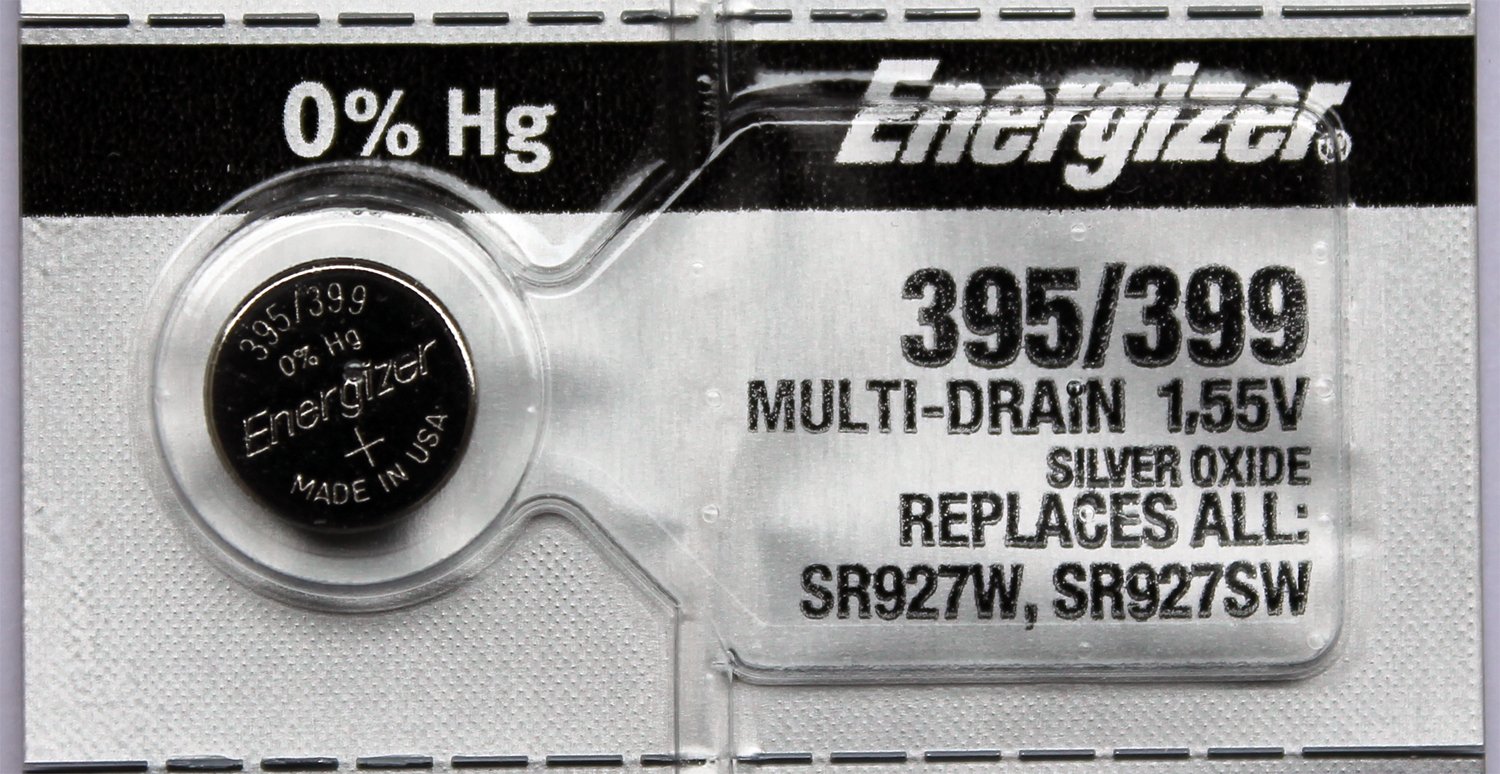 0% Hg
Energizer®
395/399
0% Hg
Energizer
+
MADE IN USA
395/399
MULTI-DRAIN 1.55V
SILVER OXIDE
REPLACES ALL:
SR927W, SR927SW